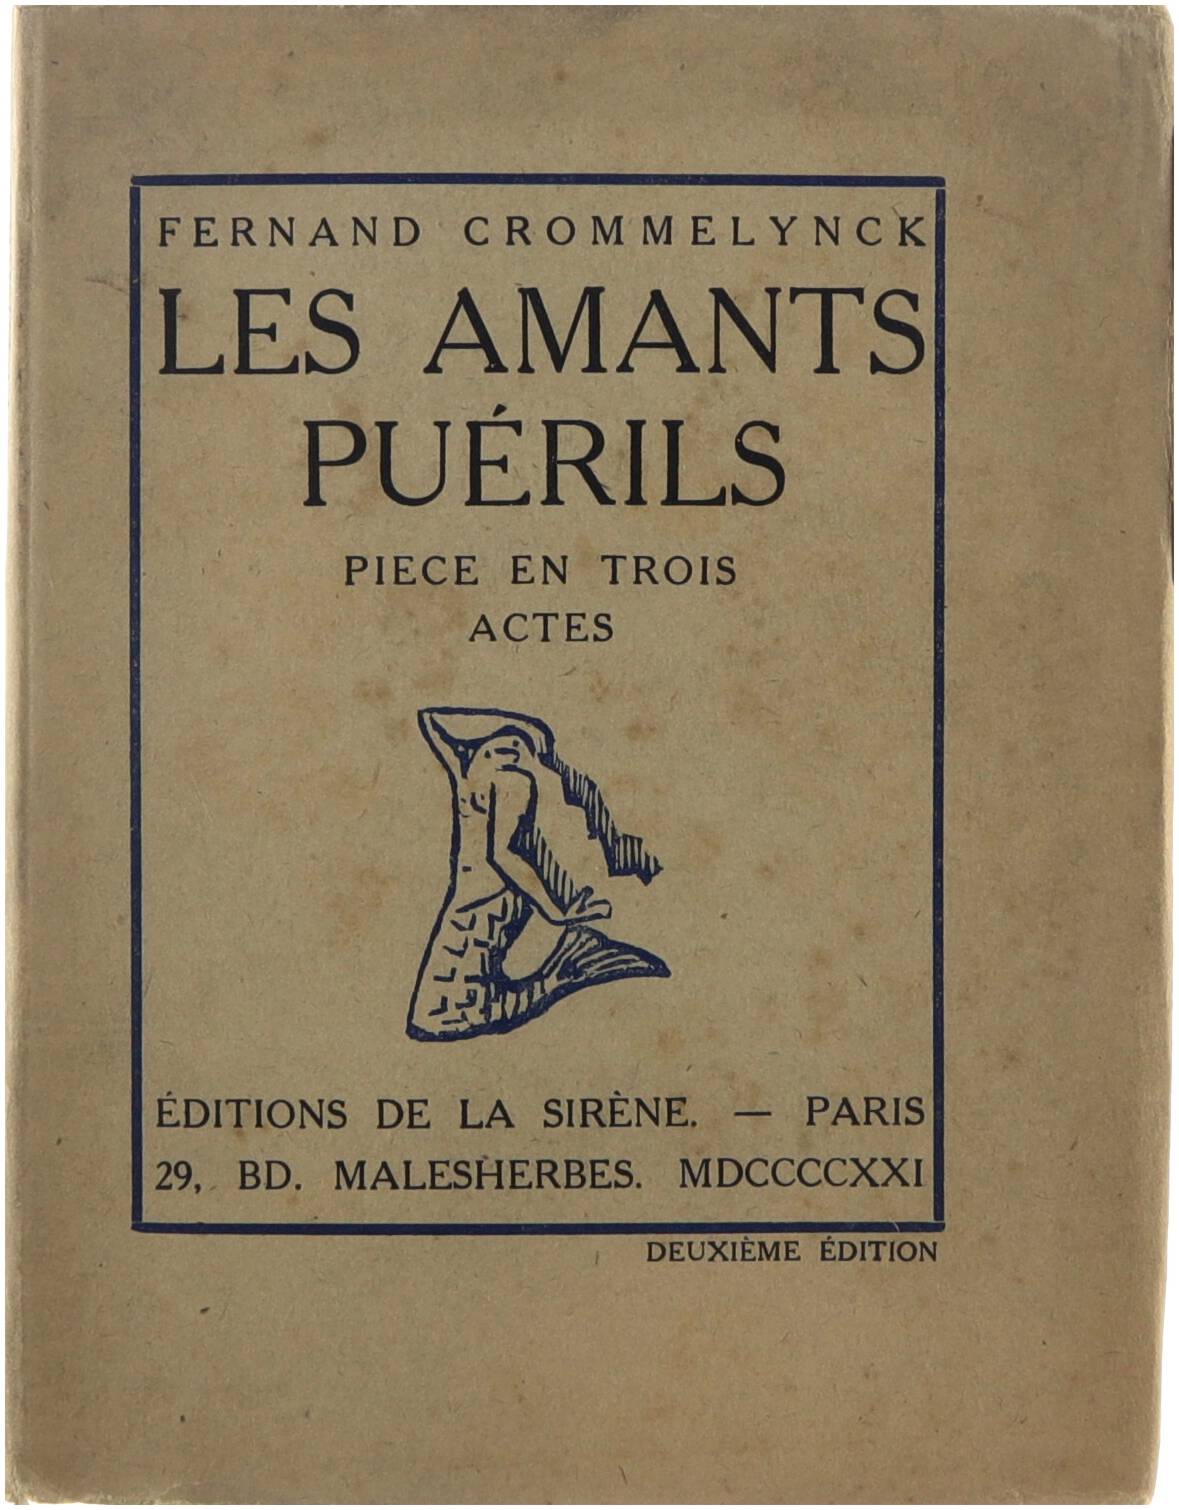 FERNAND CROMMELYNCK
LES AMANTS
PUÉRILS
PIECE EN TROIS
ACTES
ÉDITIONS DE LA SIRÈNE. — PARIS
29, BD. MALESHERBES. MDCCCCXXI
DEUXIÈME ÉDITION